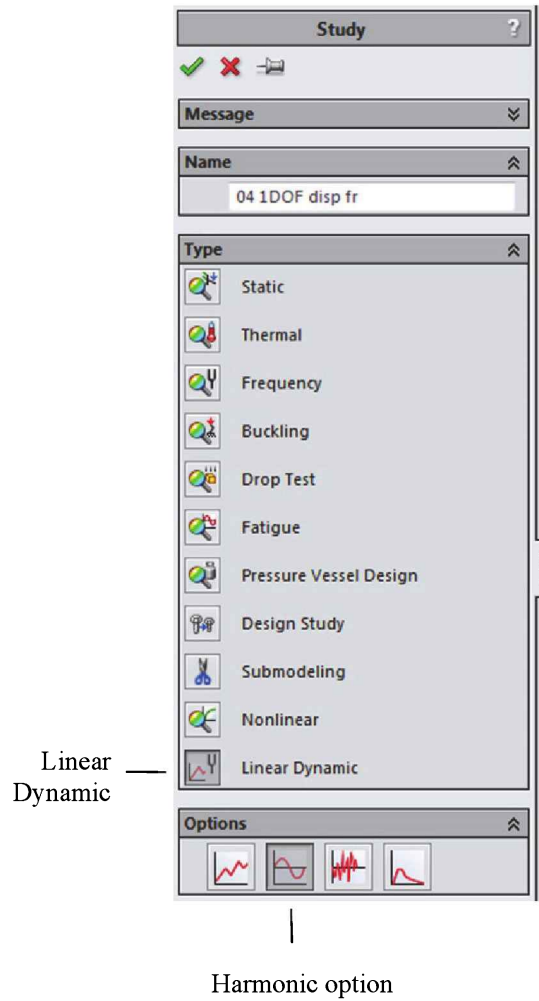 Study ?
Message
Name
04 1DOF disp fr
Type
Static
Thermal
Frequency
Buckling
Drop Test
Fatigue
Pressure Vessel Design
Design Study
Submodeling
Nonlinear
Linear Dynamic
Linear
Dynamic
Options
Harmonic option